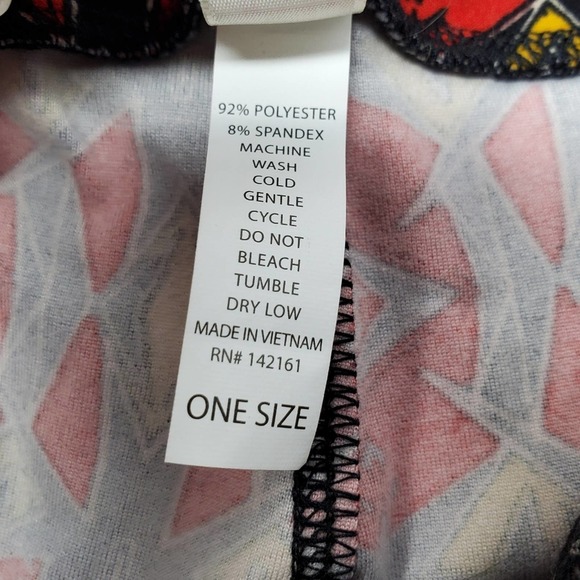 92% POLYESTER
8% SPANDEX
MACHINE
WASH
COLD
GENTLE
CYCLE
DO NOT
BLEACH
TUMBLE
DRY LOW
MADE IN VIETNAM
RN# 142161
ONE SIZE